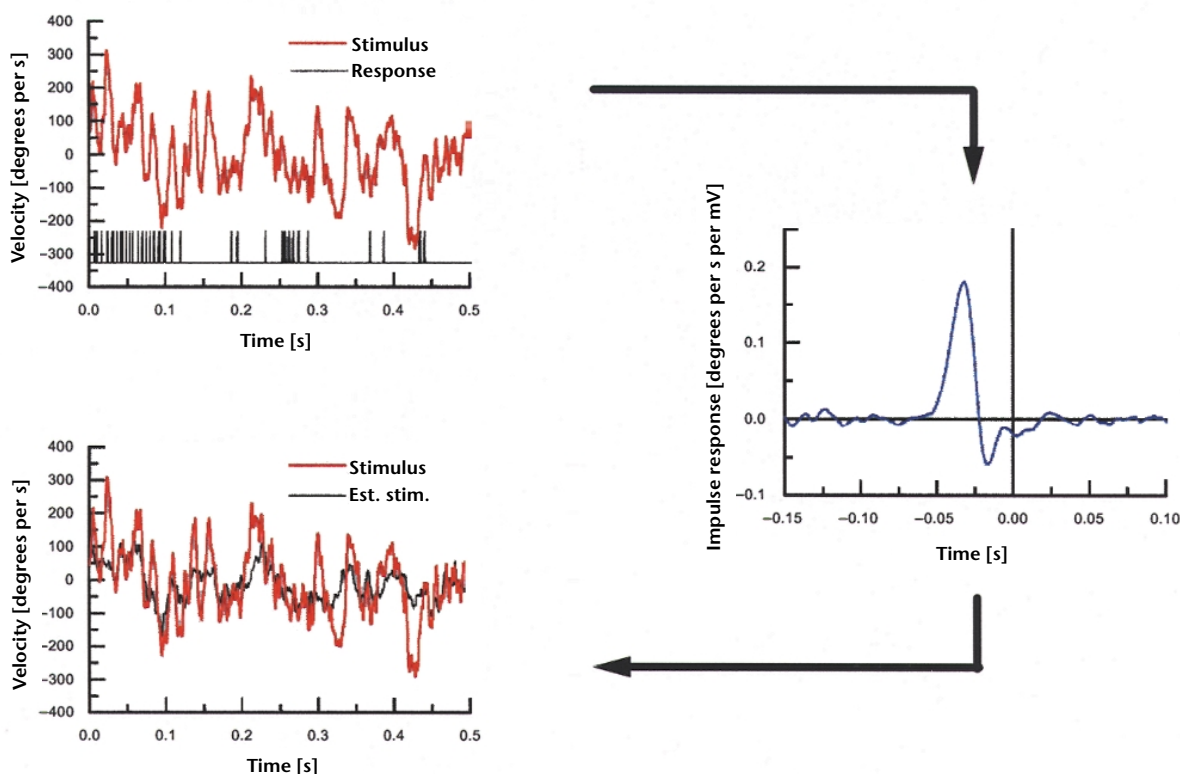 Velocity [degrees per s]
400
300
200
100
0
−100
−200
−300
−400
Stimulus
Response
0.0 0.1 0.2 0.3 0.4 0.5
Time [s]
Impulse response [degrees per s per mV]
0.2
0.1
0.0
−0.1
−0.15 −0.10 −0.05 0.00 0.05 0.10
Time [s]
Velocity [degrees per s]
400
300
200
100
0
−100
−200
−300
−400
Stimulus
Est. stim.
0.0 0.1 0.2 0.3 0.4 0.5
Time [s]